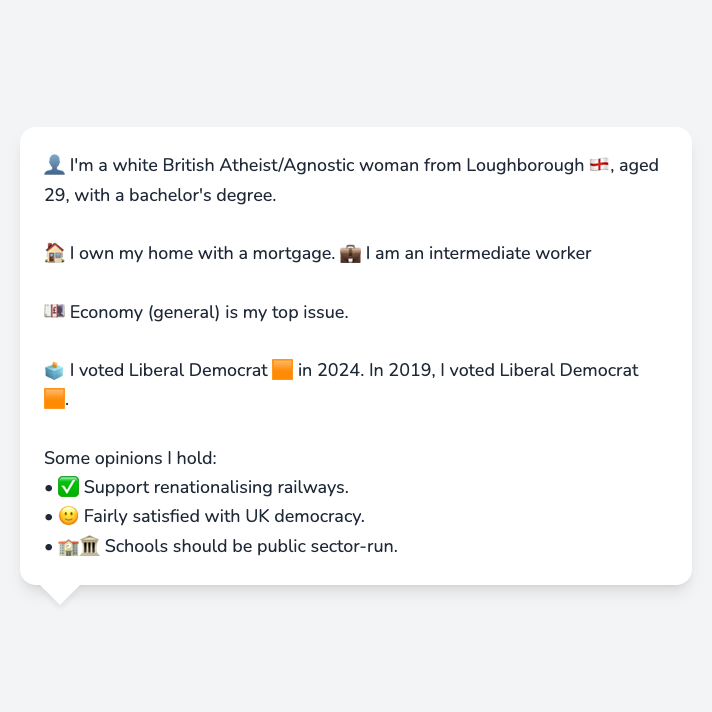 👤 I'm a white British Atheist/Agnostic woman from Loughborough 🏴󠁧󠁢󠁥󠁮󠁧󠁿, aged
29, with a bachelor's degree.
🏠 I own my home with a mortgage. 💼 I am an intermediate worker
💷 Economy (general) is my top issue.
🗳️ I voted Liberal Democrat 🟧 in 2024. In 2019, I voted Liberal Democrat
🟧.
Some opinions I hold:
• ✅ Support renationalising railways.
• 🙂 Fairly satisfied with UK democracy.
• 🏫🏛️ Schools should be public sector-run.